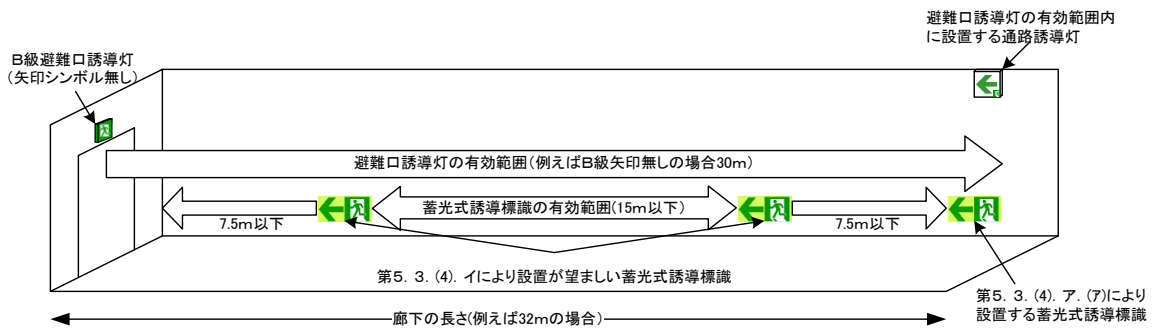 避難口誘導灯の有効範囲内
に設置する通路誘導灯
B級避難口誘導灯
(矢印シンボル無し)
避難口誘導灯の有効範囲(例えばB級矢印無しの場合30m)
蓄光式誘導標識の有効範囲(15m以下)
7.5m以下
7.5m以下
第5．3．(4)．イにより設置が望ましい蓄光式誘導標識
第5．3．(4)．ア．(ア)により
設置する蓄光式誘導標識
廊下の長さ(例えば32mの場合)